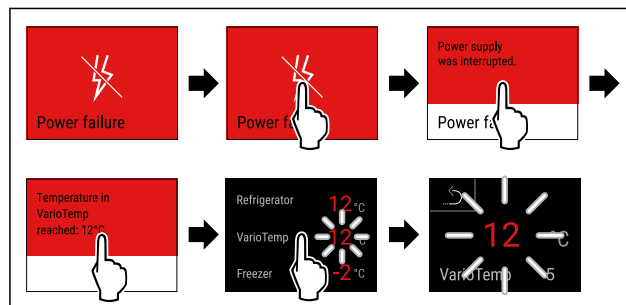 Power failure
Power fa
Power supply
was interrupted.
Power fa
Temperature in
VarioTemp
reached: 12°C
Refrigerator 12°C
VarioTemp 12°C
Freezer -2°C
12 °C
VarioTemp 5